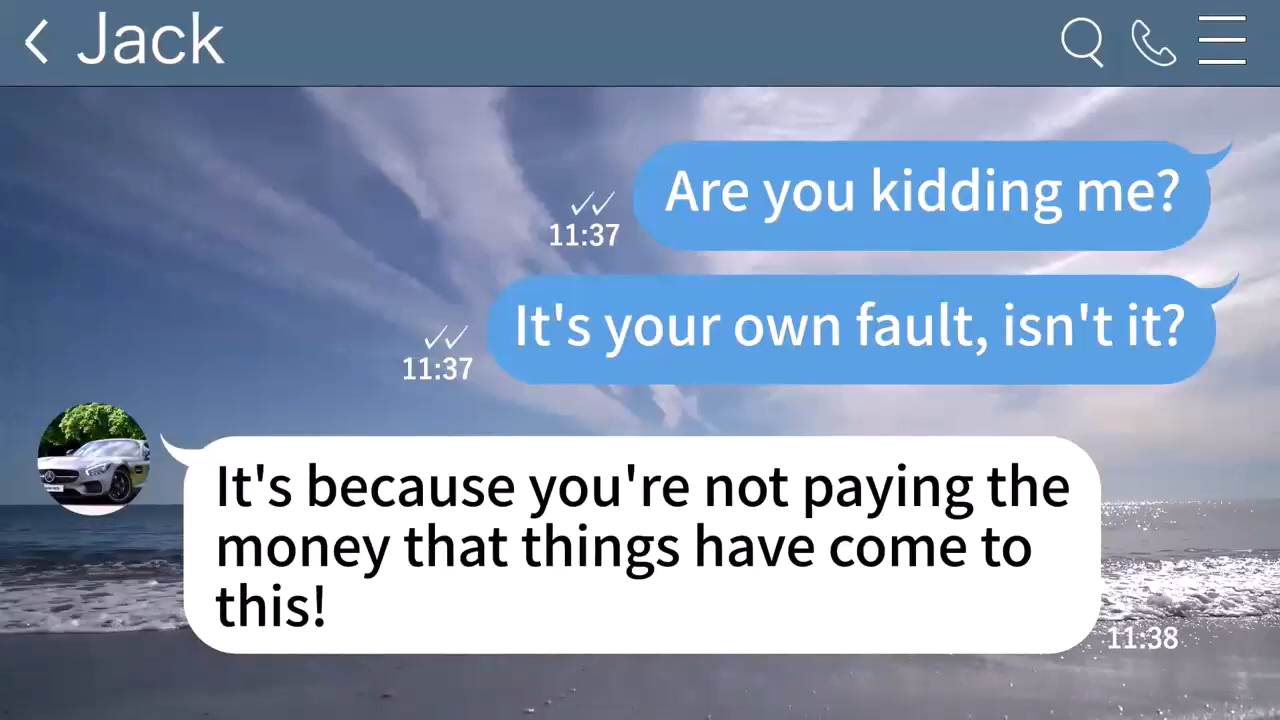 Jack
Are you kidding me?
11:37
It's your own fault, isn't it?
11:37
It's because you're not paying the
money that things have come to
this!
11:38